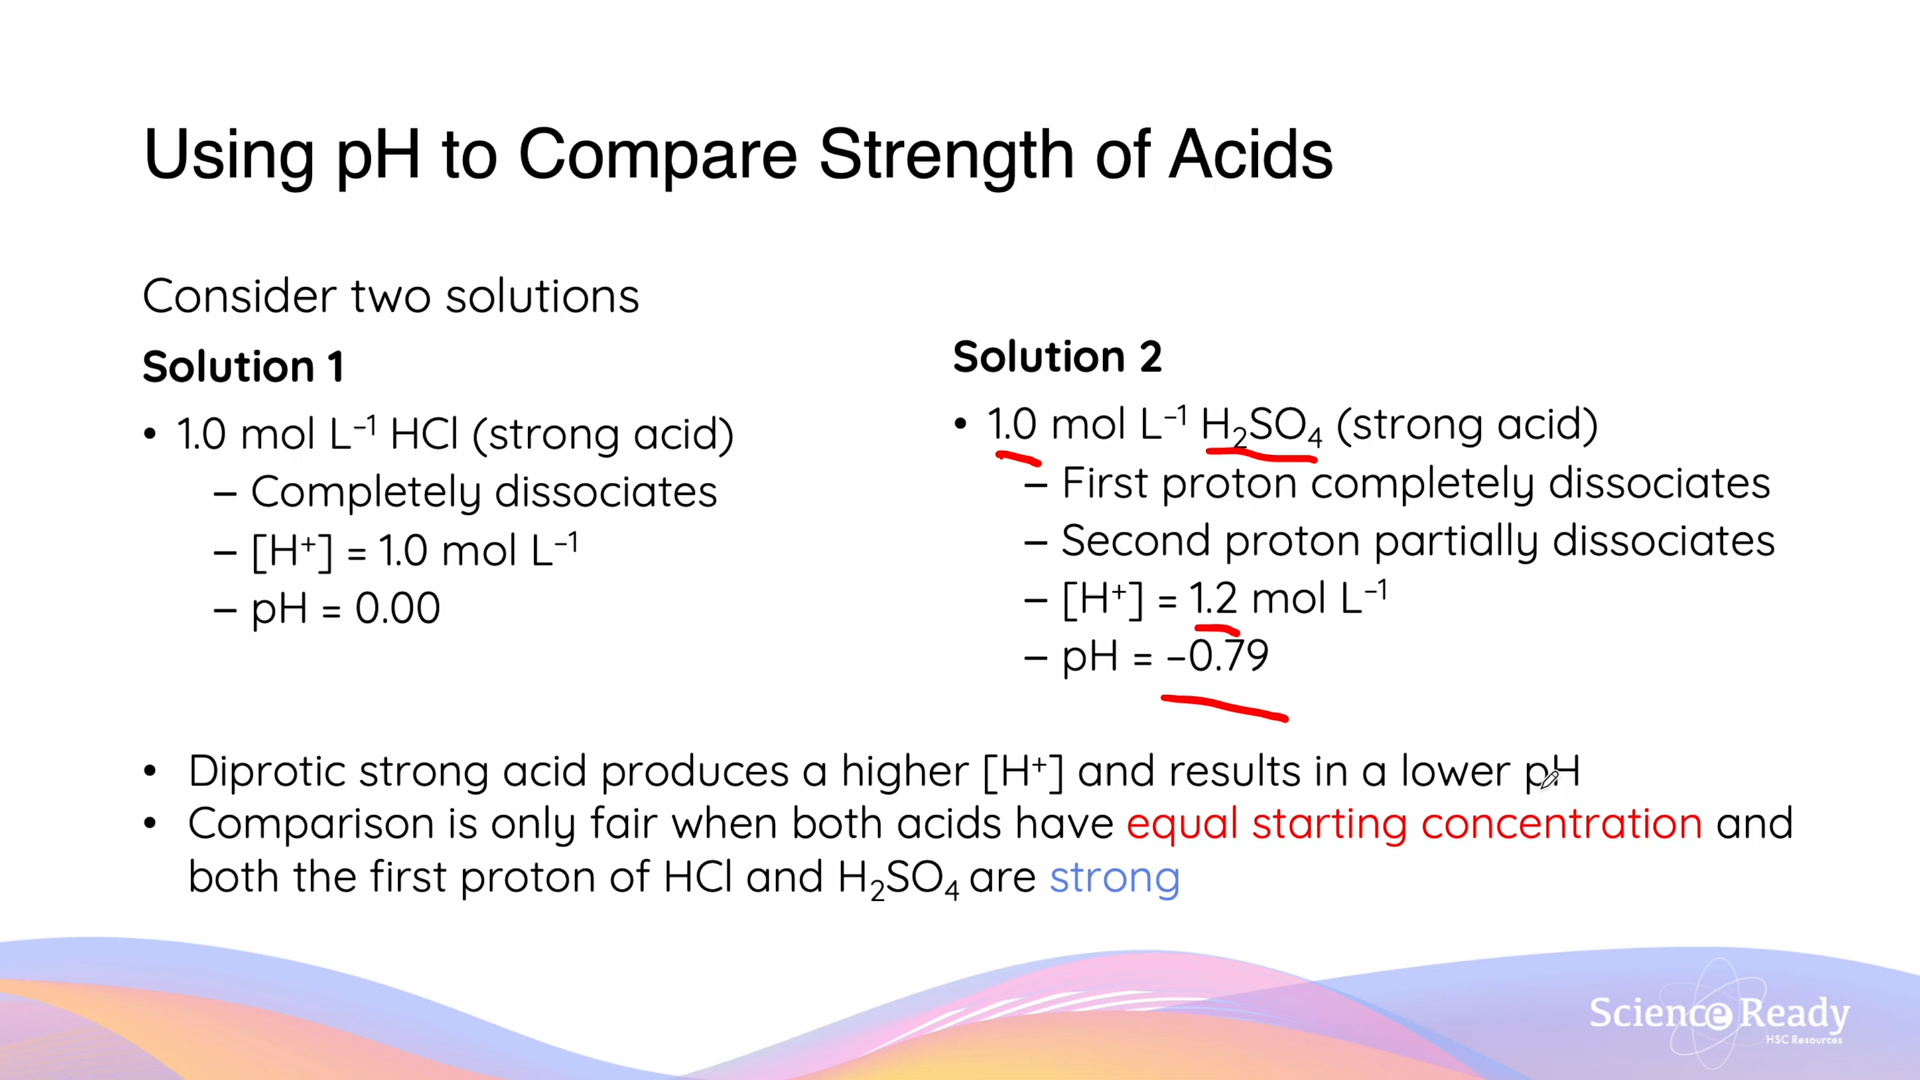 Using pH to Compare Strength of Acids
Consider two solutions
Solution 1
• 1.0 mol L⁻¹ HCl (strong acid)
– Completely dissociates
– [H⁺] = 1.0 mol L⁻¹
– pH = 0.00
Solution 2
• 1.0 mol L⁻¹ H₂SO₄ (strong acid)
– First proton completely dissociates
– Second proton partially dissociates
– [H⁺] = 1.2 mol L⁻¹
– pH = –0.79
• Diprotic strong acid produces a higher [H⁺] and results in a lower pH
• Comparison is only fair when both acids have equal starting concentration and
both the first proton of HCl and H₂SO₄ are strong
Science Ready
HSC Resources